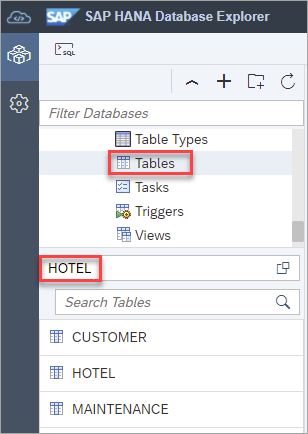 SAP SAP HANA Database Explorer
SQL
Filter Databases
Table Types
Tables
Tasks
Triggers
Views
HOTEL
Search Tables
CUSTOMER
HOTEL
MAINTENANCE